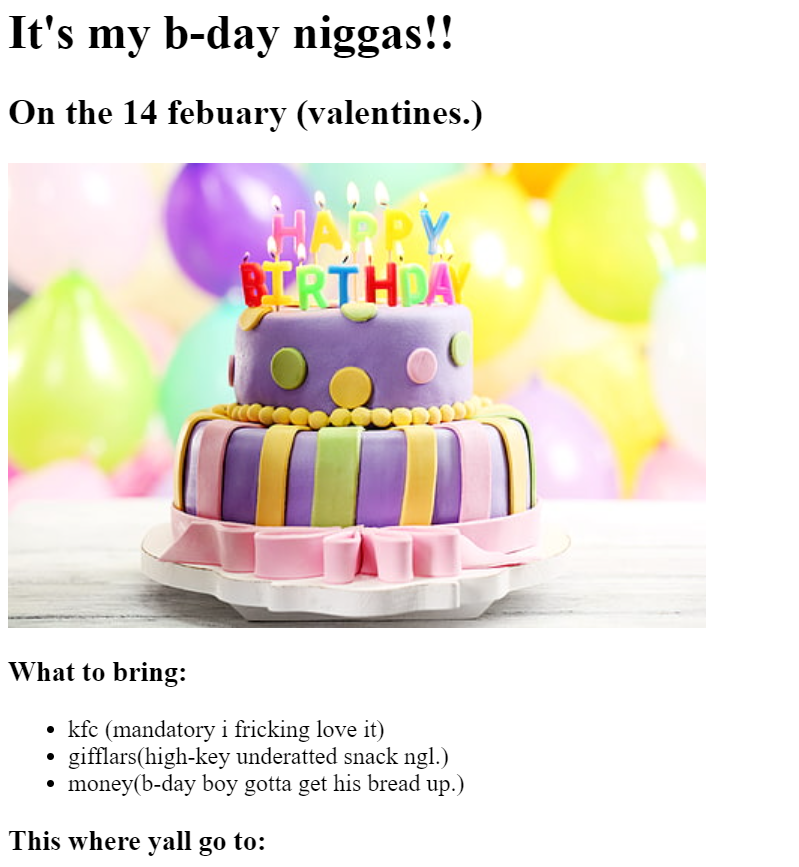 It's my b-day niggas!!
On the 14 febuary (valentines.)
HAPPY
BIRTHDAY
What to bring:
kfc (mandatory i fricking love it)
gifflars(high-key underatted snack ngl.)
money(b-day boy gotta get his bread up.)
This where yall go to: